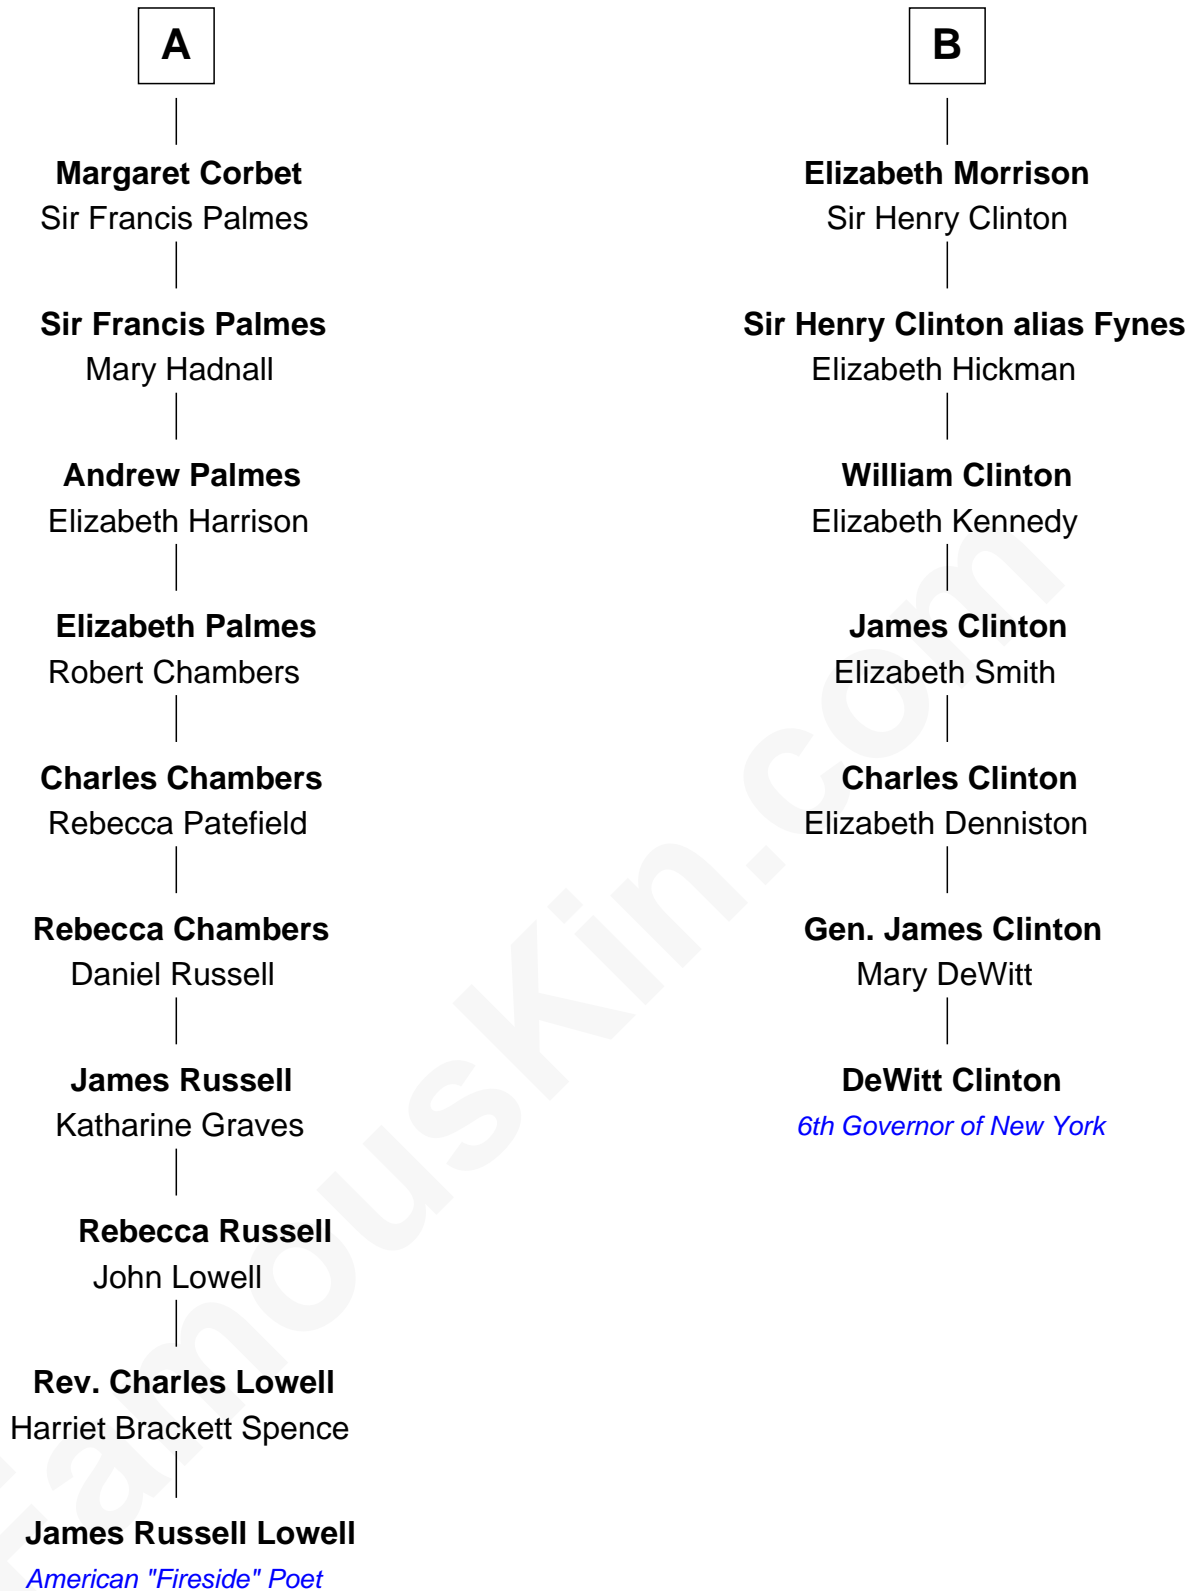 A
Margaret Corbet
Sir Francis Palmes
Sir Francis Palmes
Mary Hadnall
Andrew Palmes
Elizabeth Harrison
Elizabeth Palmes
Robert Chambers
Charles Chambers
Rebecca Patefield
Rebecca Chambers
Daniel Russell
James Russell
Katharine Graves
Rebecca Russell
John Lowell
Rev. Charles Lowell
Harriet Brackett Spence
James Russell Lowell
American "Fireside" Poet
B
Elizabeth Morrison
Sir Henry Clinton
Sir Henry Clinton alias Fynes
Elizabeth Hickman
William Clinton
Elizabeth Kennedy
James Clinton
Elizabeth Smith
Charles Clinton
Elizabeth Denniston
Gen. James Clinton
Mary DeWitt
DeWitt Clinton
6th Governor of New York
FamousKin.com